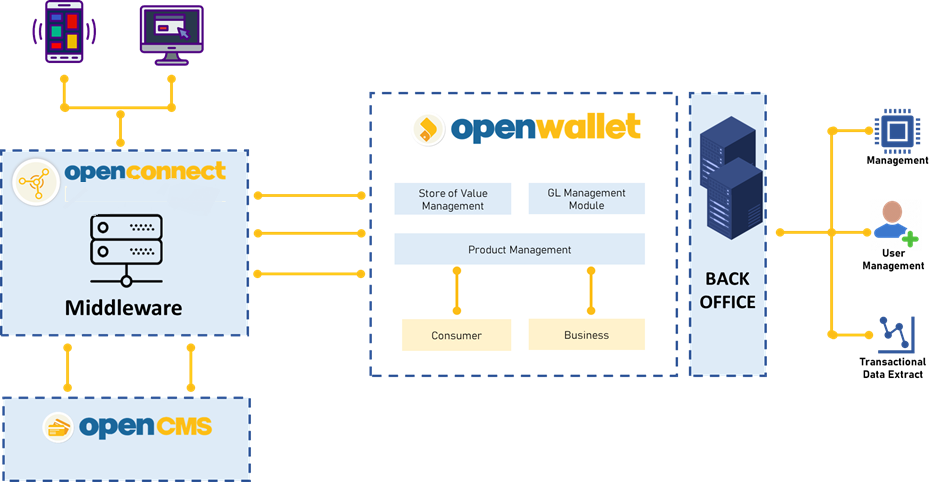 openconnect
Middleware
openCMS
openwallet
Store of Value
Management
GL Management
Module
Product Management
Consumer
Business
BACK
OFFICE
Management
User
Management
Transactional
Data Extract